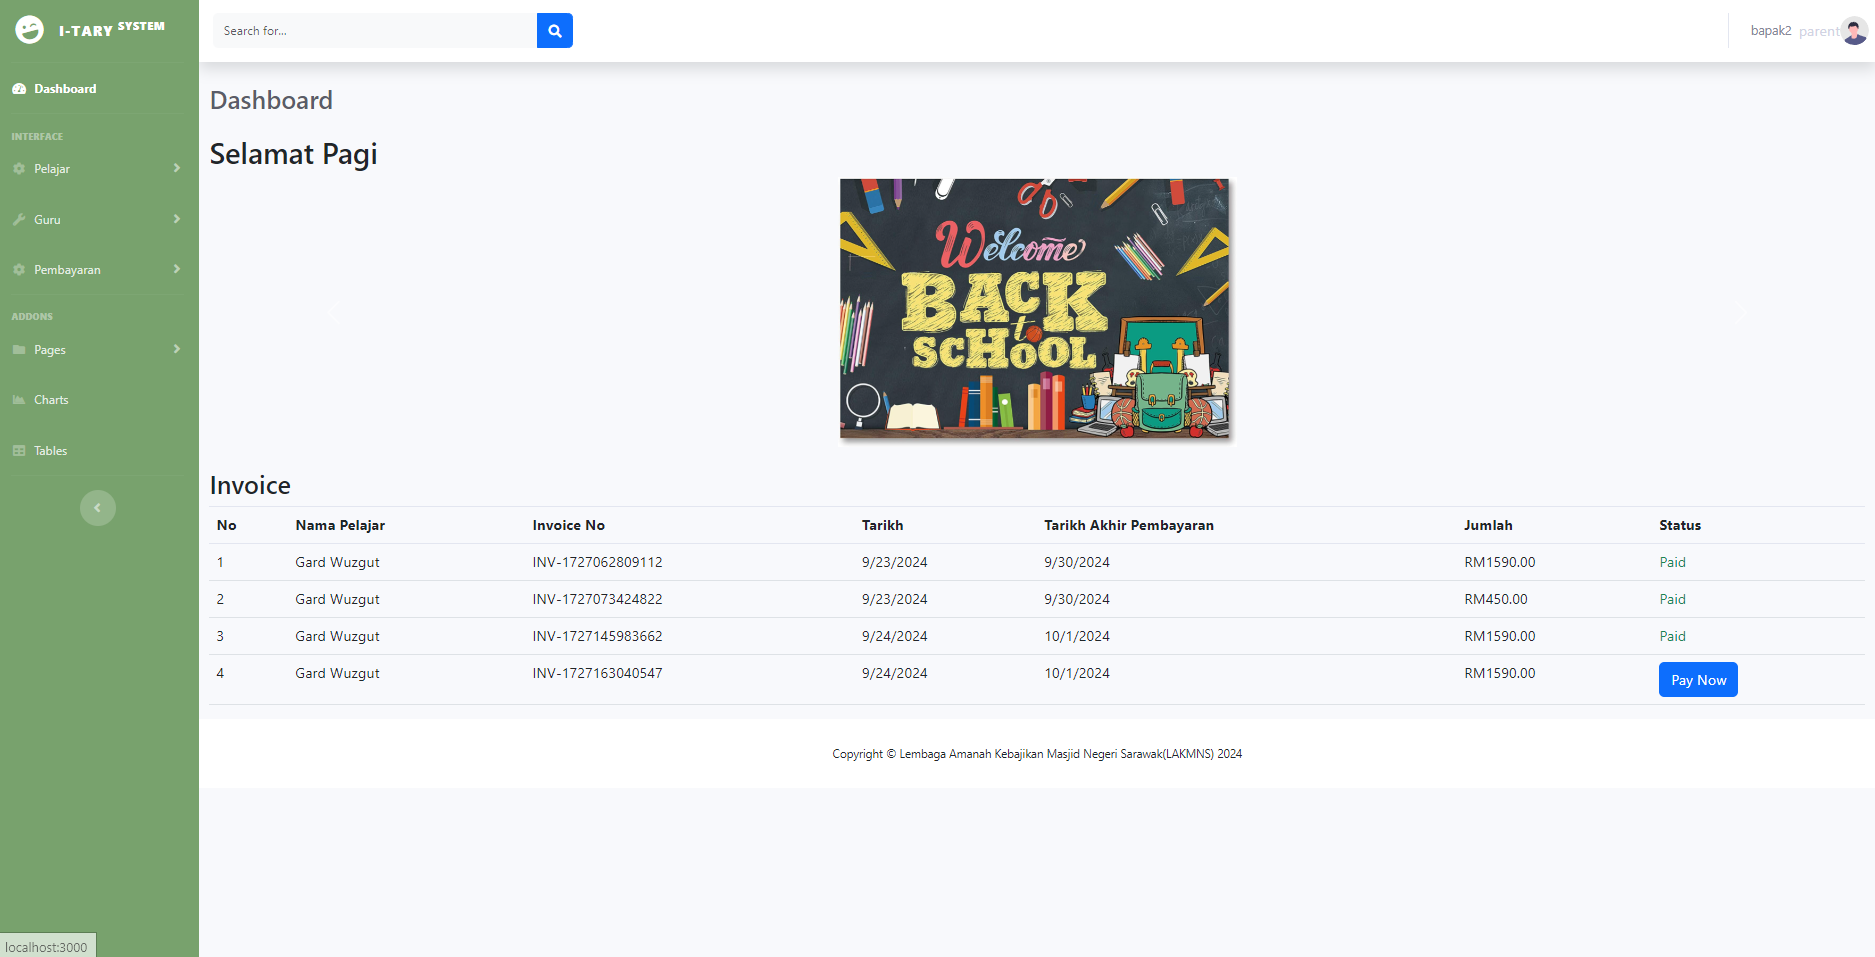 I-TARY SYSTEM
Search for...
bapak2 parent
Dashboard
INTERFACE
Pelajar
Guru
Pembayaran
ADDONS
Pages
Charts
Tables
Dashboard
Selamat Pagi
Welcome
BACK
to
SCHOOL
Invoice
No Nama Pelajar Invoice No Tarikh Tarikh Akhir Pembayaran Jumlah Status
1 Gard Wuzgut INV-1727062809112 9/23/2024 9/30/2024 RM1590.00 Paid
2 Gard Wuzgut INV-1727073424822 9/23/2024 9/30/2024 RM450.00 Paid
3 Gard Wuzgut INV-1727145983662 9/24/2024 10/1/2024 RM1590.00 Paid
4 Gard Wuzgut INV-1727163040547 9/24/2024 10/1/2024 RM1590.00 Pay Now
Copyright © Lembaga Amanah Kebajikan Masjid Negeri Sarawak(LAKMNS) 2024
localhost:3000